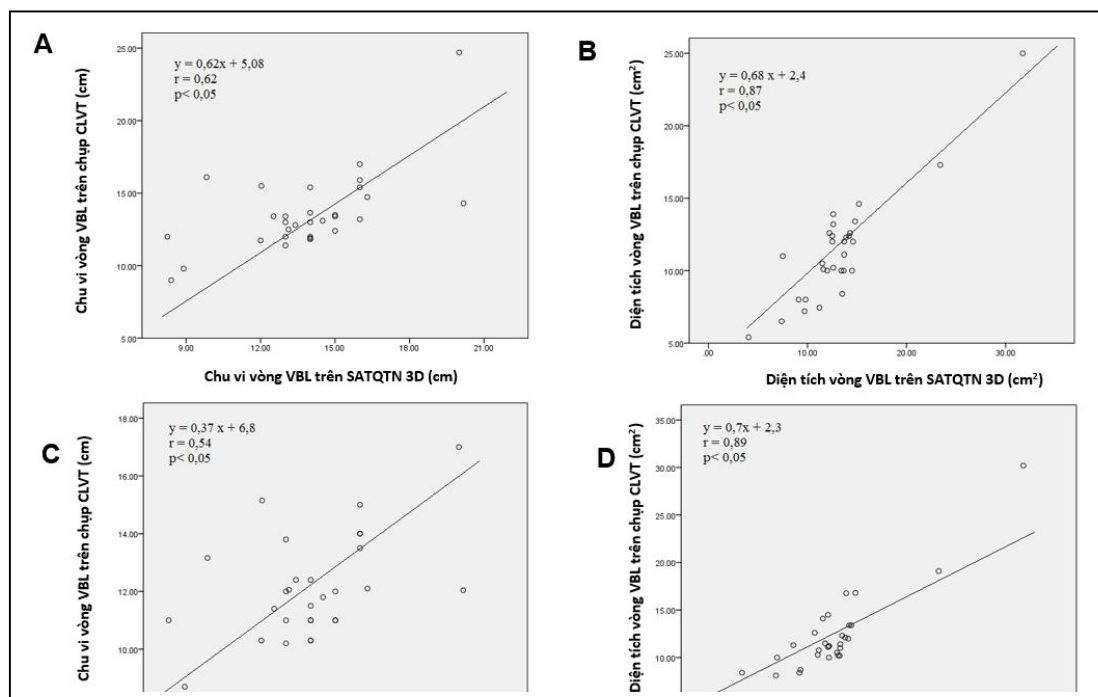 A
y = 0,62x + 5,08
r = 0,62
p< 0,05
Chu vi vòng VBL trên chụp CLVT (cm)
25.00
20.00
15.00
10.00
5.00
9.00 12.00 15.00 18.00 21.00
Chu vi vòng VBL trên SATQTN 3D (cm)
B
y = 0,68 x + 2,4
r = 0,87
p< 0,05
Diện tích vòng VBL trên chụp CLVT (cm²)
25.00
20.00
15.00
10.00
5.00
.00 10.00 20.00 30.00
Diện tích vòng VBL trên SATQTN 3D (cm²)
C
y = 0,37 x + 6,8
r = 0,54
p< 0,05
Chu vi vòng VBL trên chụp CLVT (cm)
18.00
16.00
14.00
12.00
10.00
D
y = 0,7x + 2,3
r = 0,89
p< 0,05
Diện tích vòng VBL trên chụp CLVT (cm²)
35.00
30.00
20.00
15.00
10.00